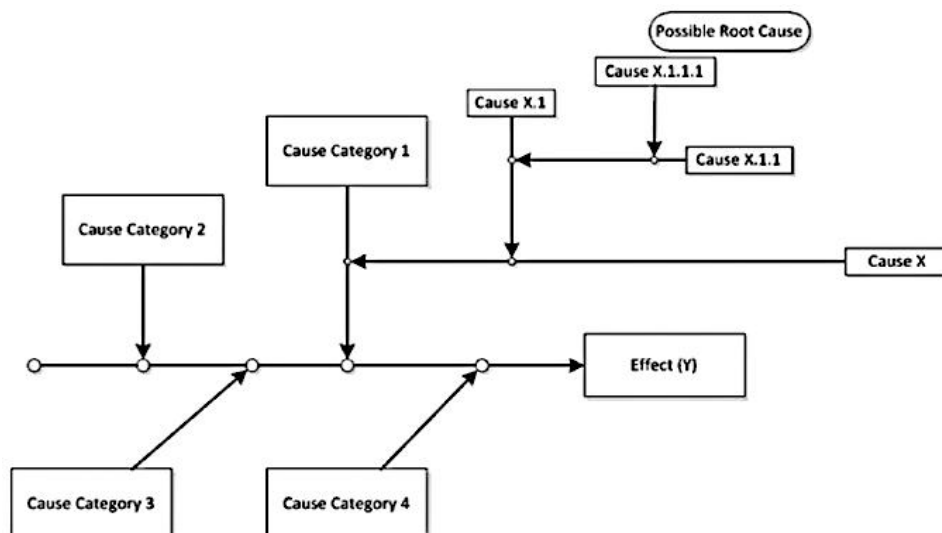 Possible Root Cause
Cause X.1.1.1
Cause X.1
Cause Category 1
Cause X.1.1
Cause Category 2
Cause X
Effect (Y)
Cause Category 3
Cause Category 4